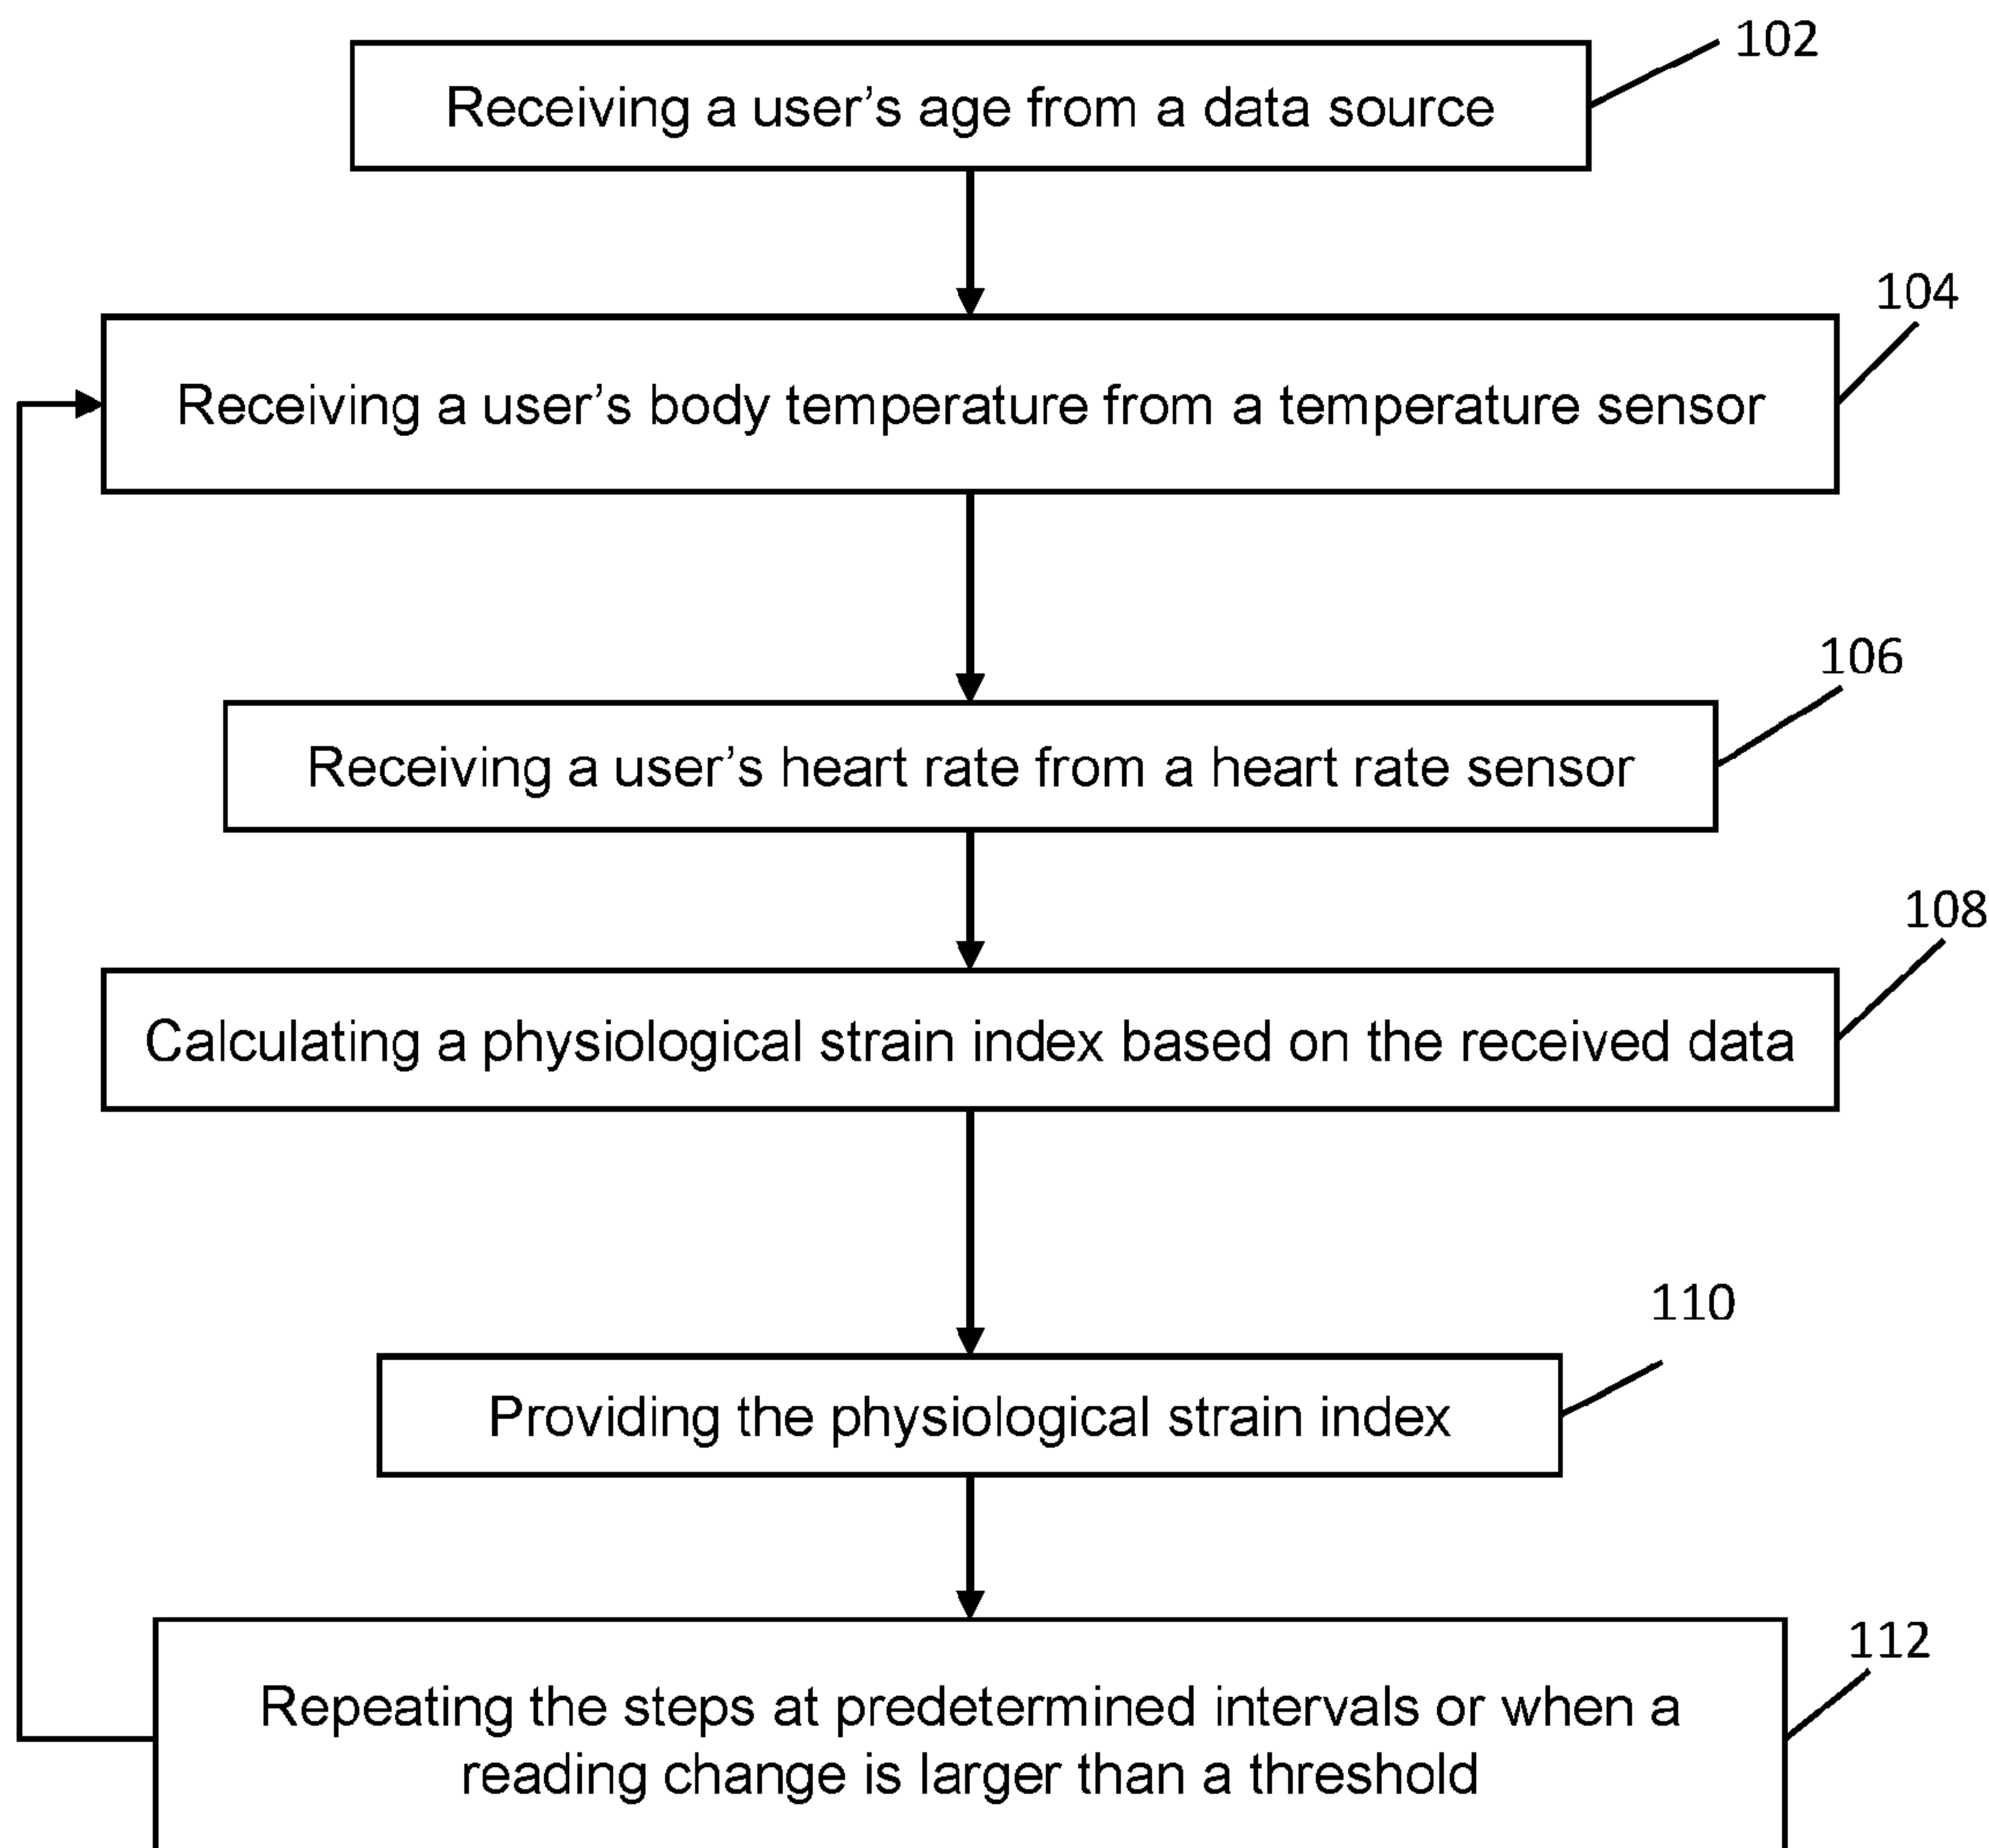 102
Receiving a user’s age from a data source
104
Receiving a user’s body temperature from a temperature sensor
106
Receiving a user’s heart rate from a heart rate sensor
108
Calculating a physiological strain index based on the received data
110
Providing the physiological strain index
112
Repeating the steps at predetermined intervals or when a
reading change is larger than a threshold